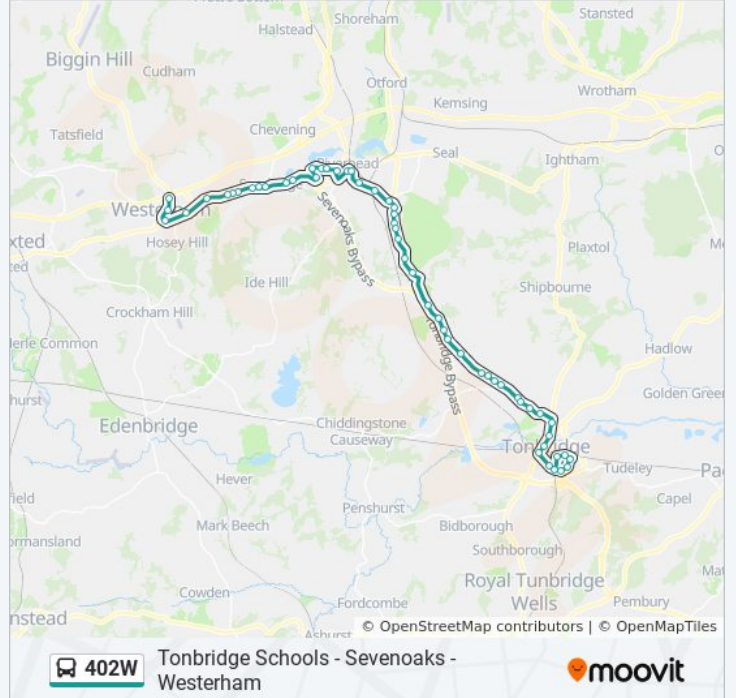 Shoreham
Halstead
Stansted
Biggin Hill
Cudham
Otford
Wrotham
Kemsing
Tatsfield
Chevening
Seal
Ightham
Hosey Hill
Sevenoaks Bypass
Plaxtol
Ide Hill
Shipbourne
Crockham Hill
Tonbridge Bypass
Hadlow
Golden Green
Edenbridge
Chiddingstone
Causeway
Tonbridge
Tudeley
Hever
Penshurst
Capel
Mark Beech
Bidborough
Southborough
Royal Tunbridge
Wells
Cowden
Fordcombe
Pembury
© OpenStreetMap contributors | © OpenMapTiles
402W
Tonbridge Schools - Sevenoaks -
Westerham
moovit